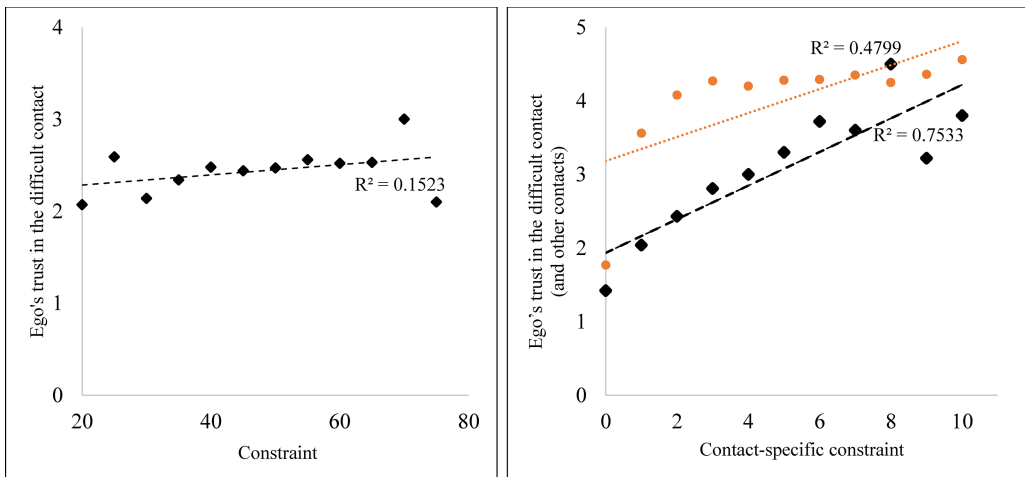 4
3
2
1
0
20
40
60
80
Ego's trust in the difficult contact
Constraint
R² = 0.1523
5
4
3
2
1
0
0
2
4
6
8
10
Ego's trust in the difficult contact
(and other contacts)
Contact-specific constraint
R² = 0.4799
R² = 0.7533